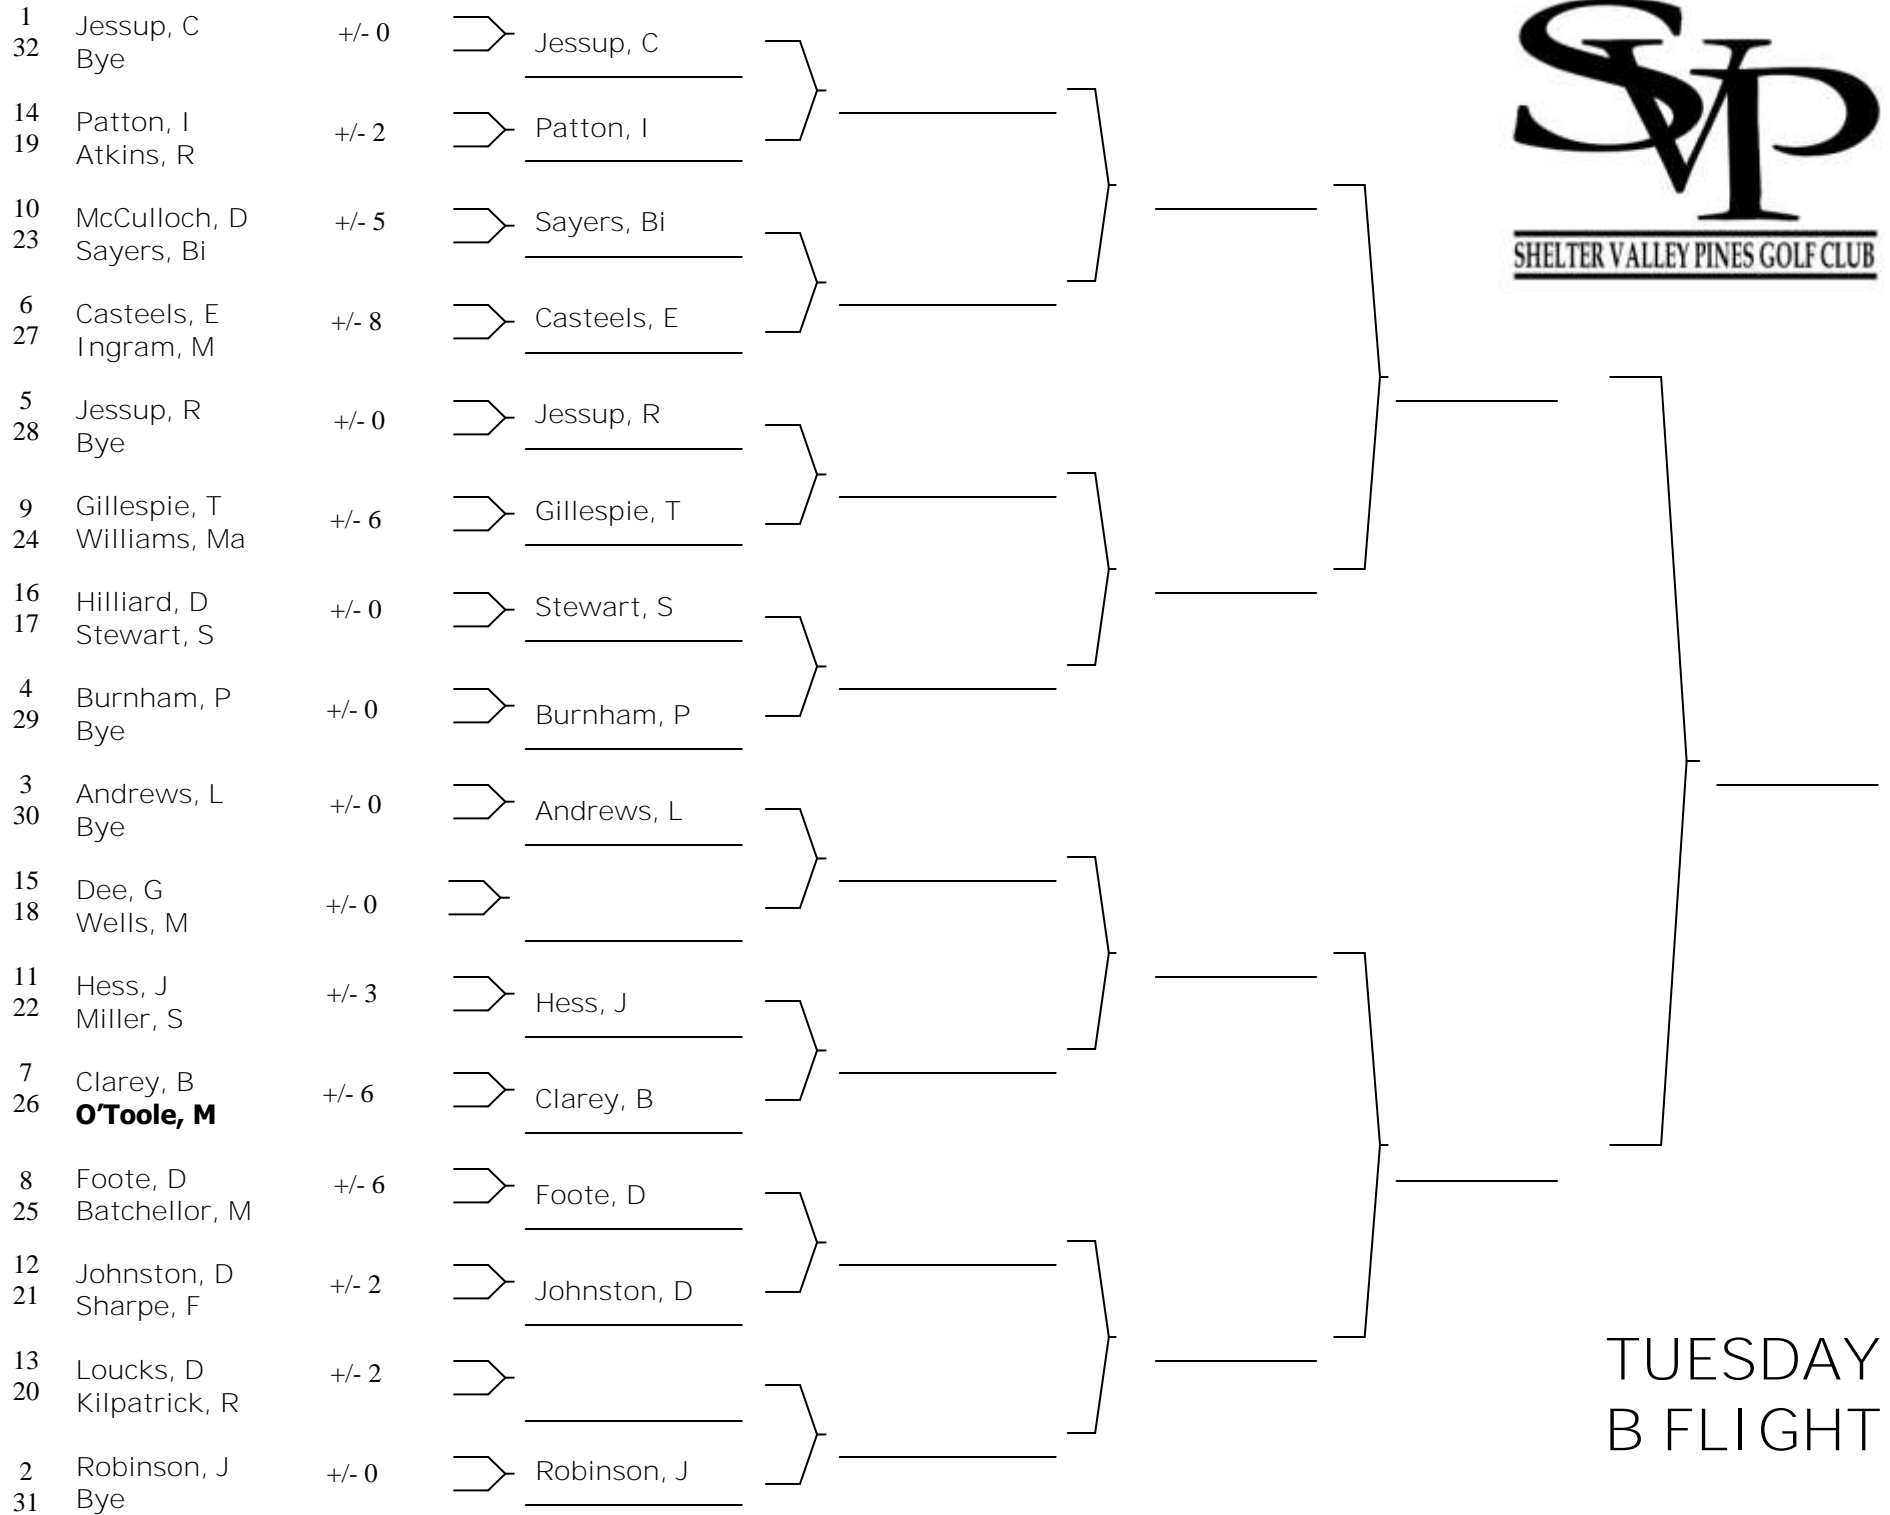 1 Jessup, C +/- 0 Jessup, C
32 Bye
14 Patton, I +/- 2 Patton, I
19 Atkins, R
10 McCulloch, D +/- 5 Sayers, Bi
23 Sayers, Bi
6 Casteels, E +/- 8 Casteels, E
27 Ingram, M
5 Jessup, R +/- 0 Jessup, R
28 Bye
9 Gillespie, T +/- 6 Gillespie, T
24 Williams, Ma
16 Hilliard, D +/- 0 Stewart, S
17 Stewart, S
4 Burnham, P +/- 0 Burnham, P
29 Bye
3 Andrews, L +/- 0 Andrews, L
30 Bye
15 Dee, G +/- 0
18 Wells, M
11 Hess, J +/- 3 Hess, J
22 Miller, S
7 Clarey, B +/- 6 Clarey, B
26 O'Toole, M
8 Foote, D +/- 6 Foote, D
25 Batchellor, M
12 Johnston, D +/- 2 Johnston, D
21 Sharpe, F
13 Loucks, D +/- 2
20 Kilpatrick, R
2 Robinson, J +/- 0 Robinson, J
31 Bye
SVP
SHELTER VALLEY PINES GOLF CLUB
TUESDAY
B FLIGHT